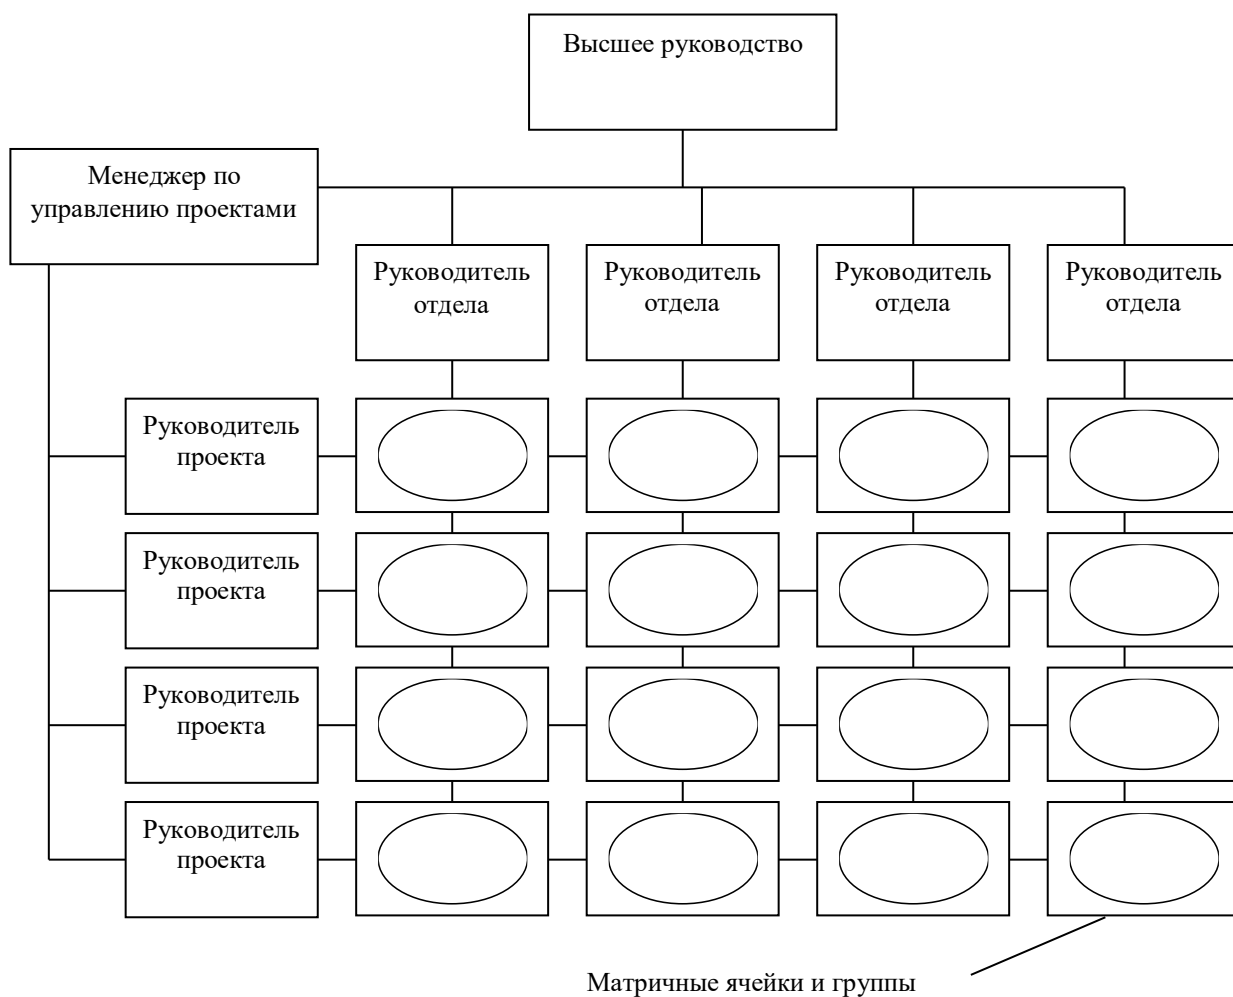 Высшее руководство
Менеджер по
управлению проектами
Руководитель
отдела
Руководитель
отдела
Руководитель
отдела
Руководитель
отдела
Руководитель
проекта
Руководитель
проекта
Руководитель
проекта
Руководитель
проекта
Матричные ячейки и группы